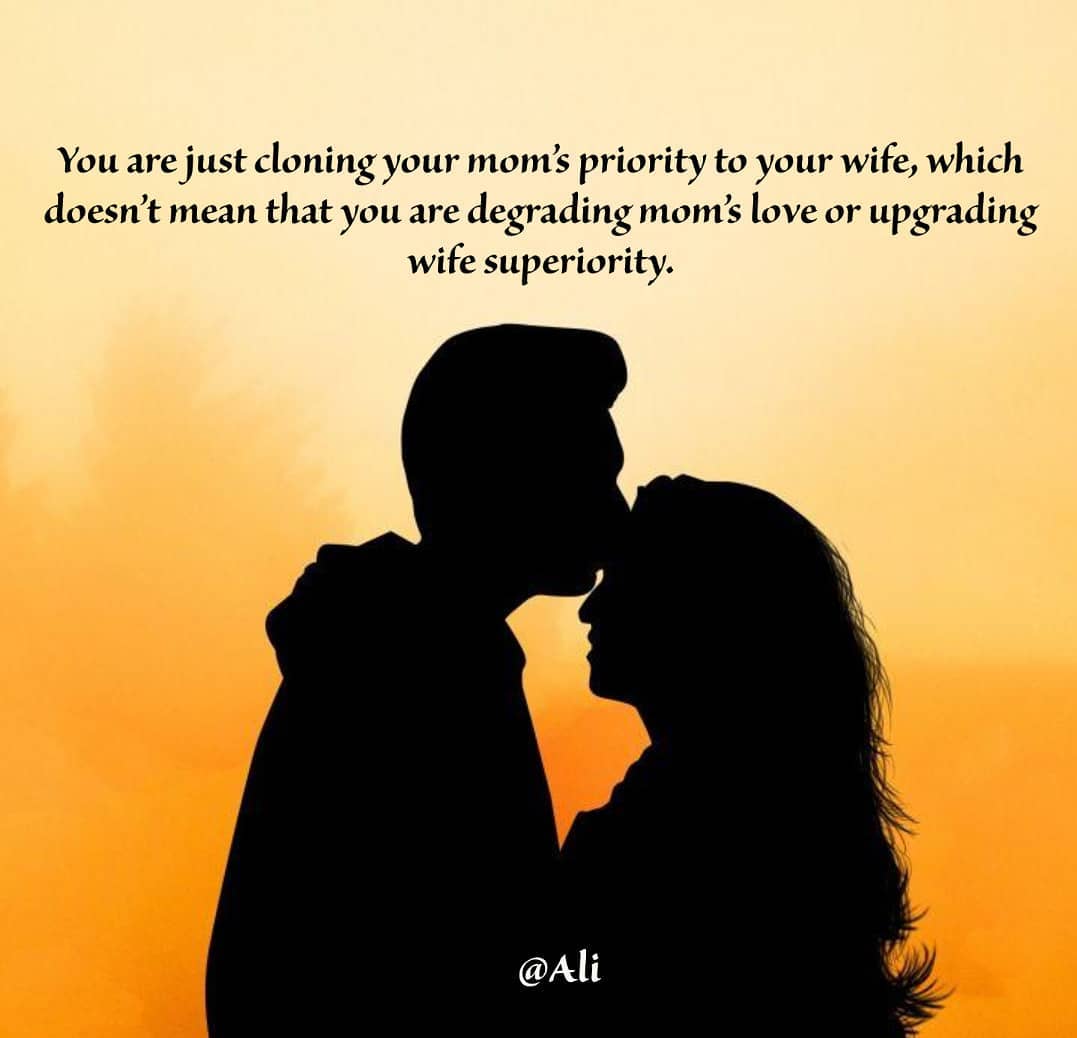 You are just cloning your mom’s priority to your wife, which
doesn’t mean that you are degrading mom’s love or upgrading
wife superiority.
@Ali